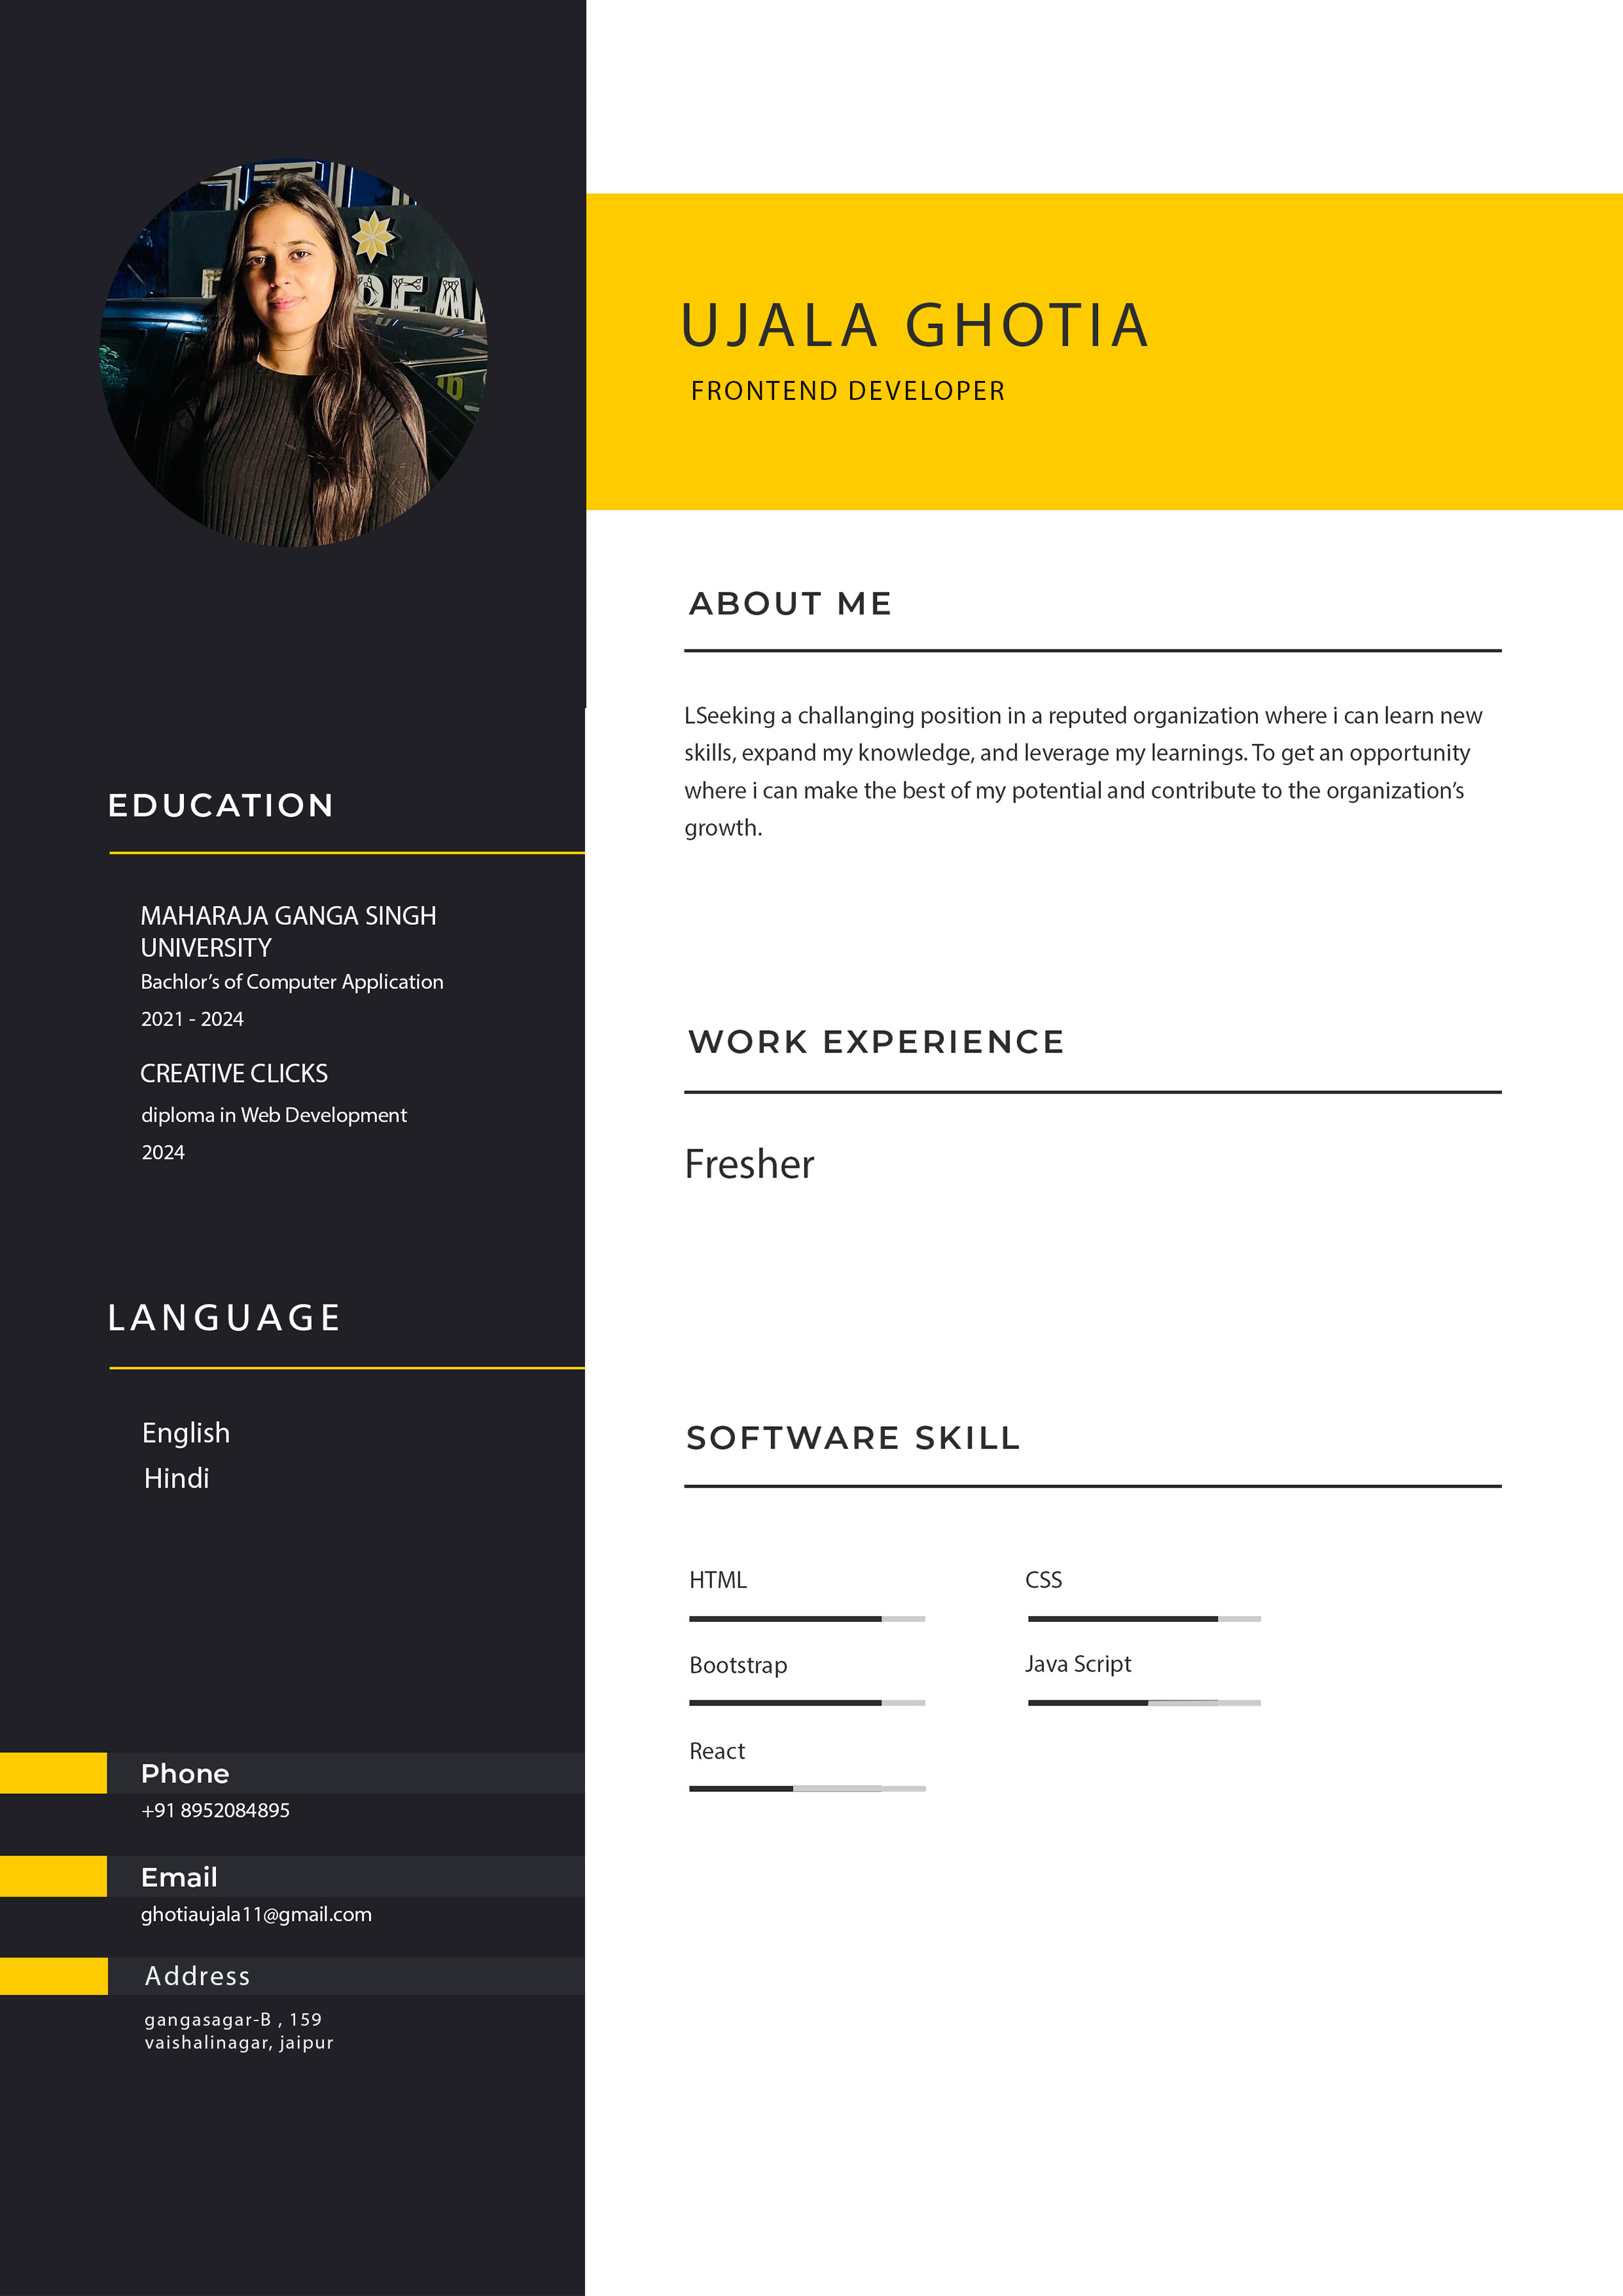 UJALA GHOTIA
FRONTEND DEVELOPER
ABOUT ME
LSeeking a challanging position in a reputed organization where i can learn new
skills, expand my knowledge, and leverage my learnings. To get an opportunity
where i can make the best of my potential and contribute to the organization’s
growth.
EDUCATION
MAHARAJA GANGA SINGH
UNIVERSITY
Bachlor’s of Computer Application
2021 - 2024
CREATIVE CLICKS
diploma in Web Development
2024
WORK EXPERIENCE
Fresher
LANGUAGE
English
Hindi
SOFTWARE SKILL
HTML
CSS
Bootstrap
Java Script
React
Phone
+91 8952084895
Email
ghotiaujala11@gmail.com
Address
gangasagar-B , 159
vaishalinagar, jaipur